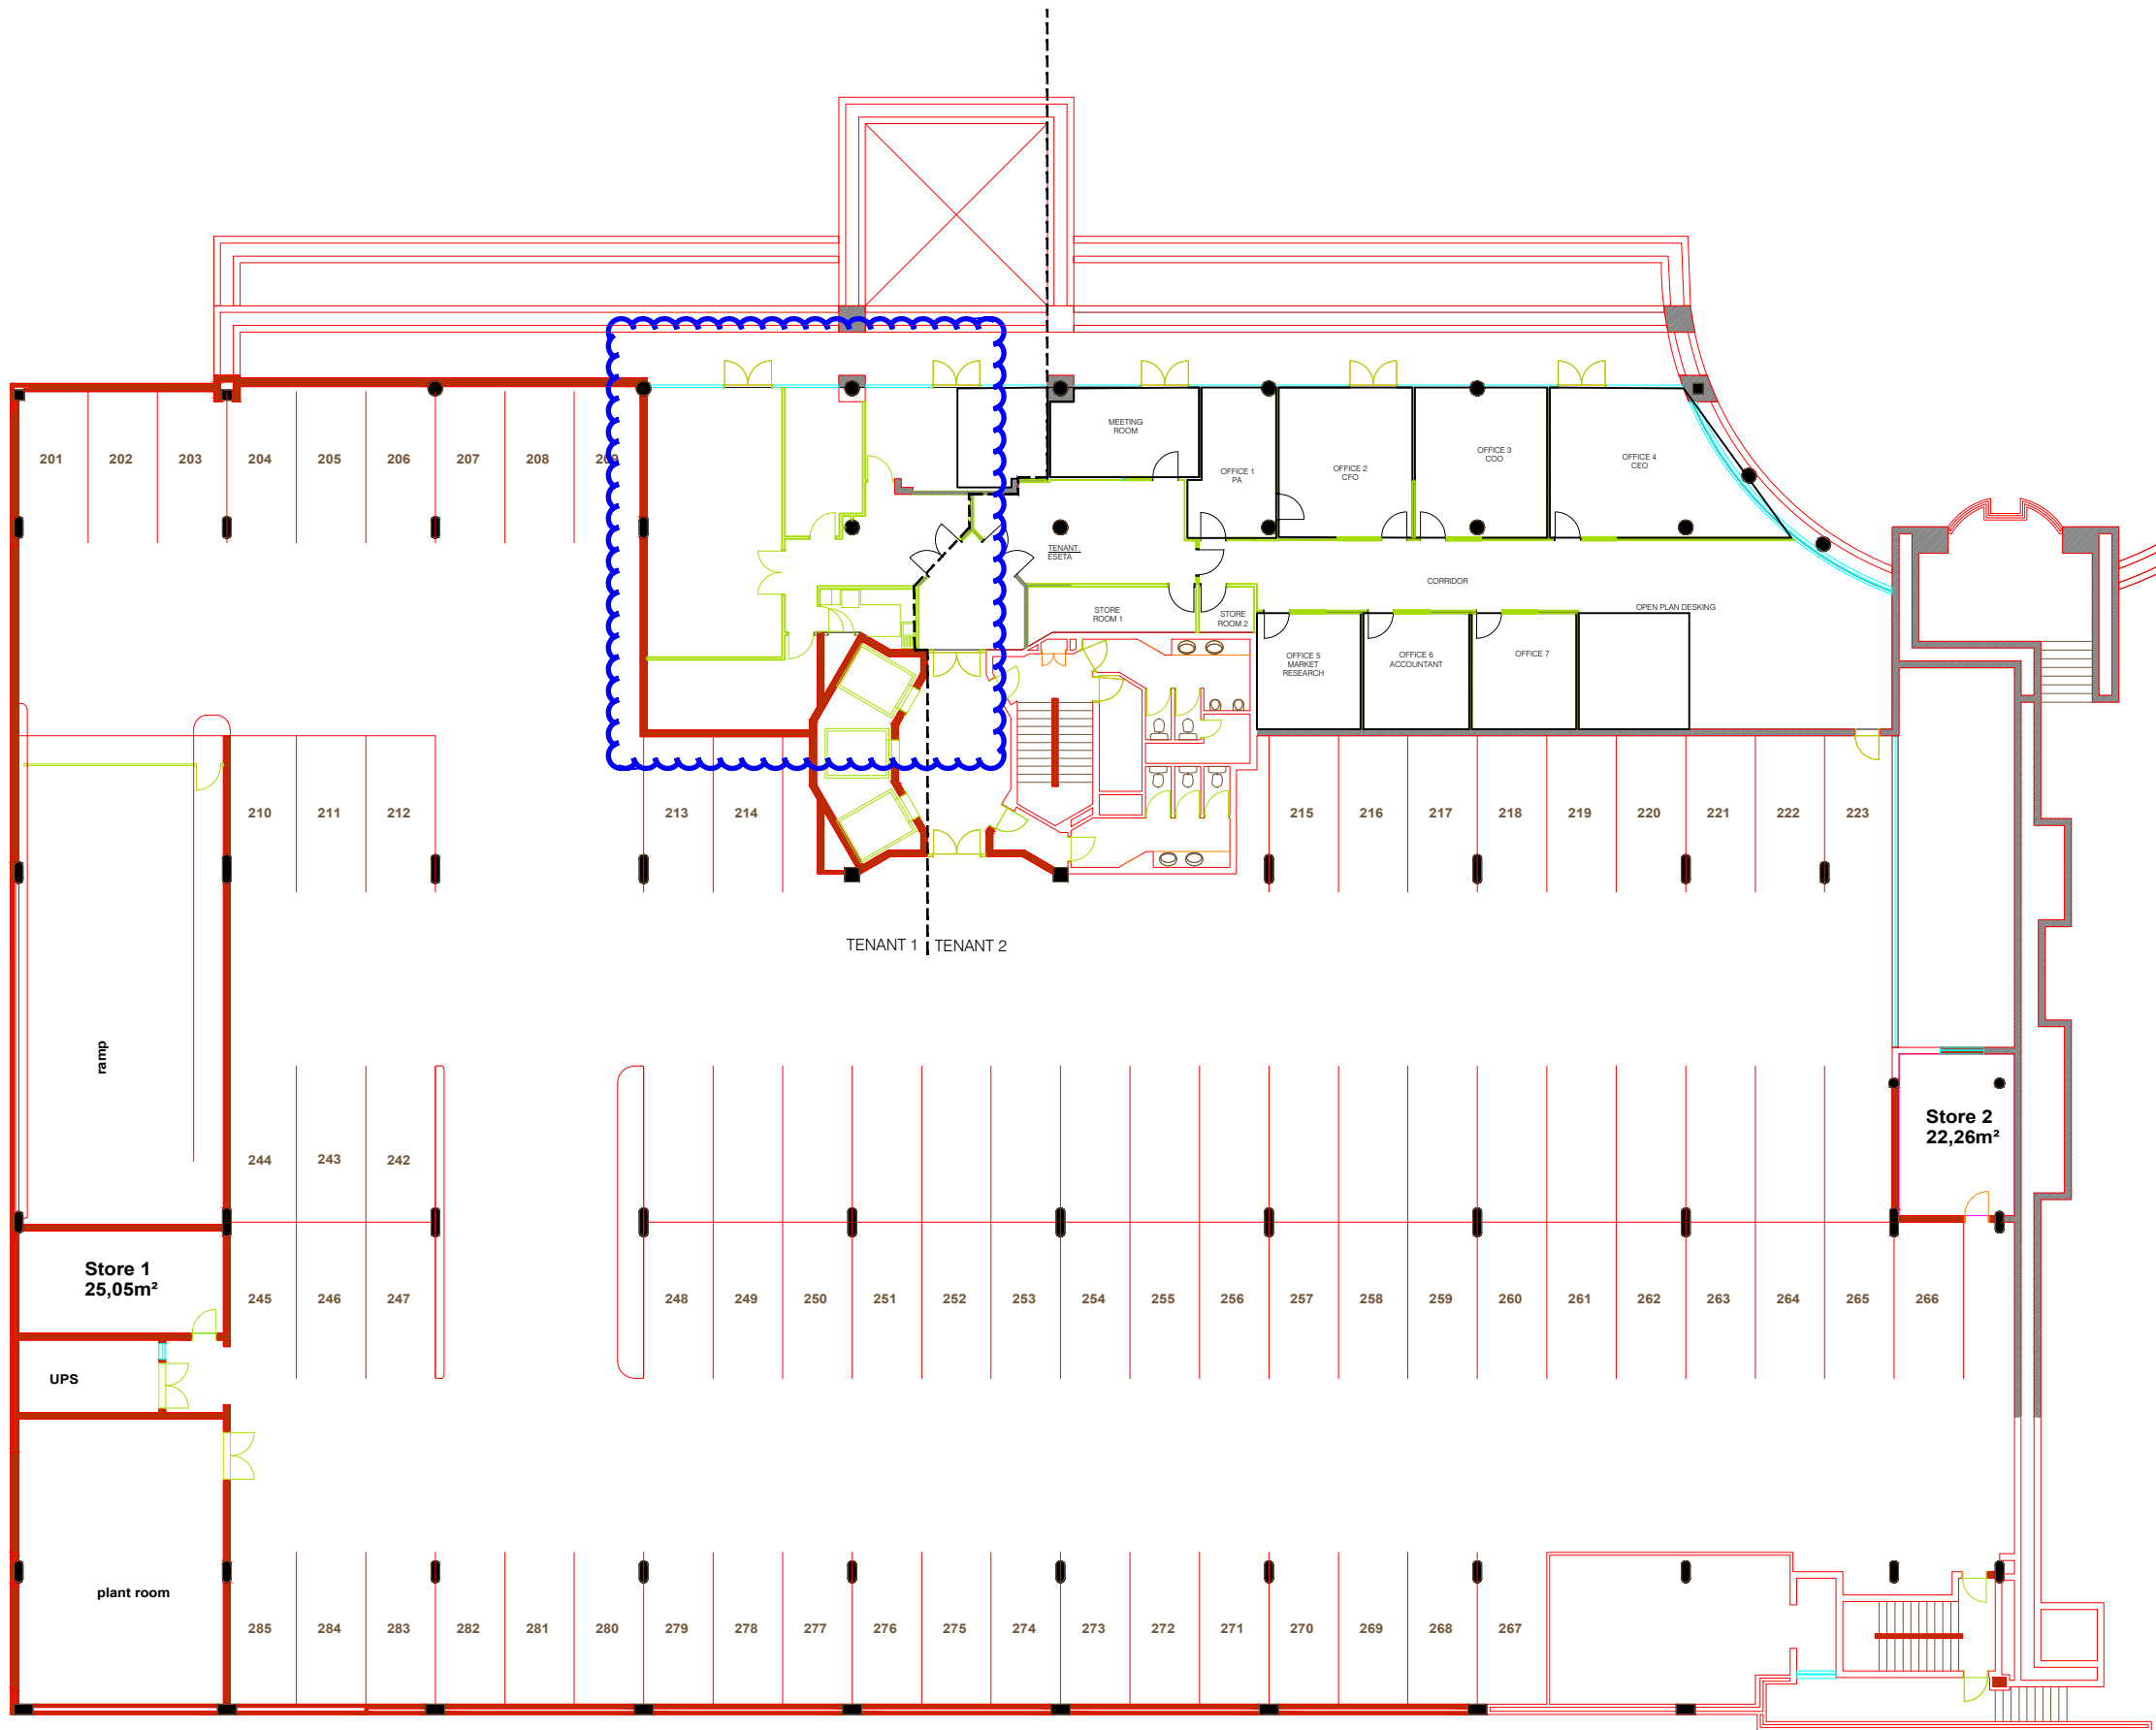 MEETING
ROOM
OFFICE 1
PA
OFFICE 2
CFO
OFFICE 3
COO
OFFICE 4
CEO
201
202
203
204
205
206
207
208
209
TENANT:
ESETA
CORRIDOR
STORE
ROOM 1
STORE
ROOM 2
OPEN PLAN DESKING
OFFICE 5
MARKET
RESEARCH
OFFICE 6
ACCOUNTANT
OFFICE 7
210
211
212
213
214
215
216
217
218
219
220
221
222
223
TENANT 1
TENANT 2
ramp
Store 2
22,26m²
244
243
242
Store 1
25,05m²
245
246
247
248
249
250
251
252
253
254
255
256
257
258
259
260
261
262
263
264
265
266
UPS
plant room
285
284
283
282
281
280
279
278
277
276
275
274
273
272
271
270
269
268
267